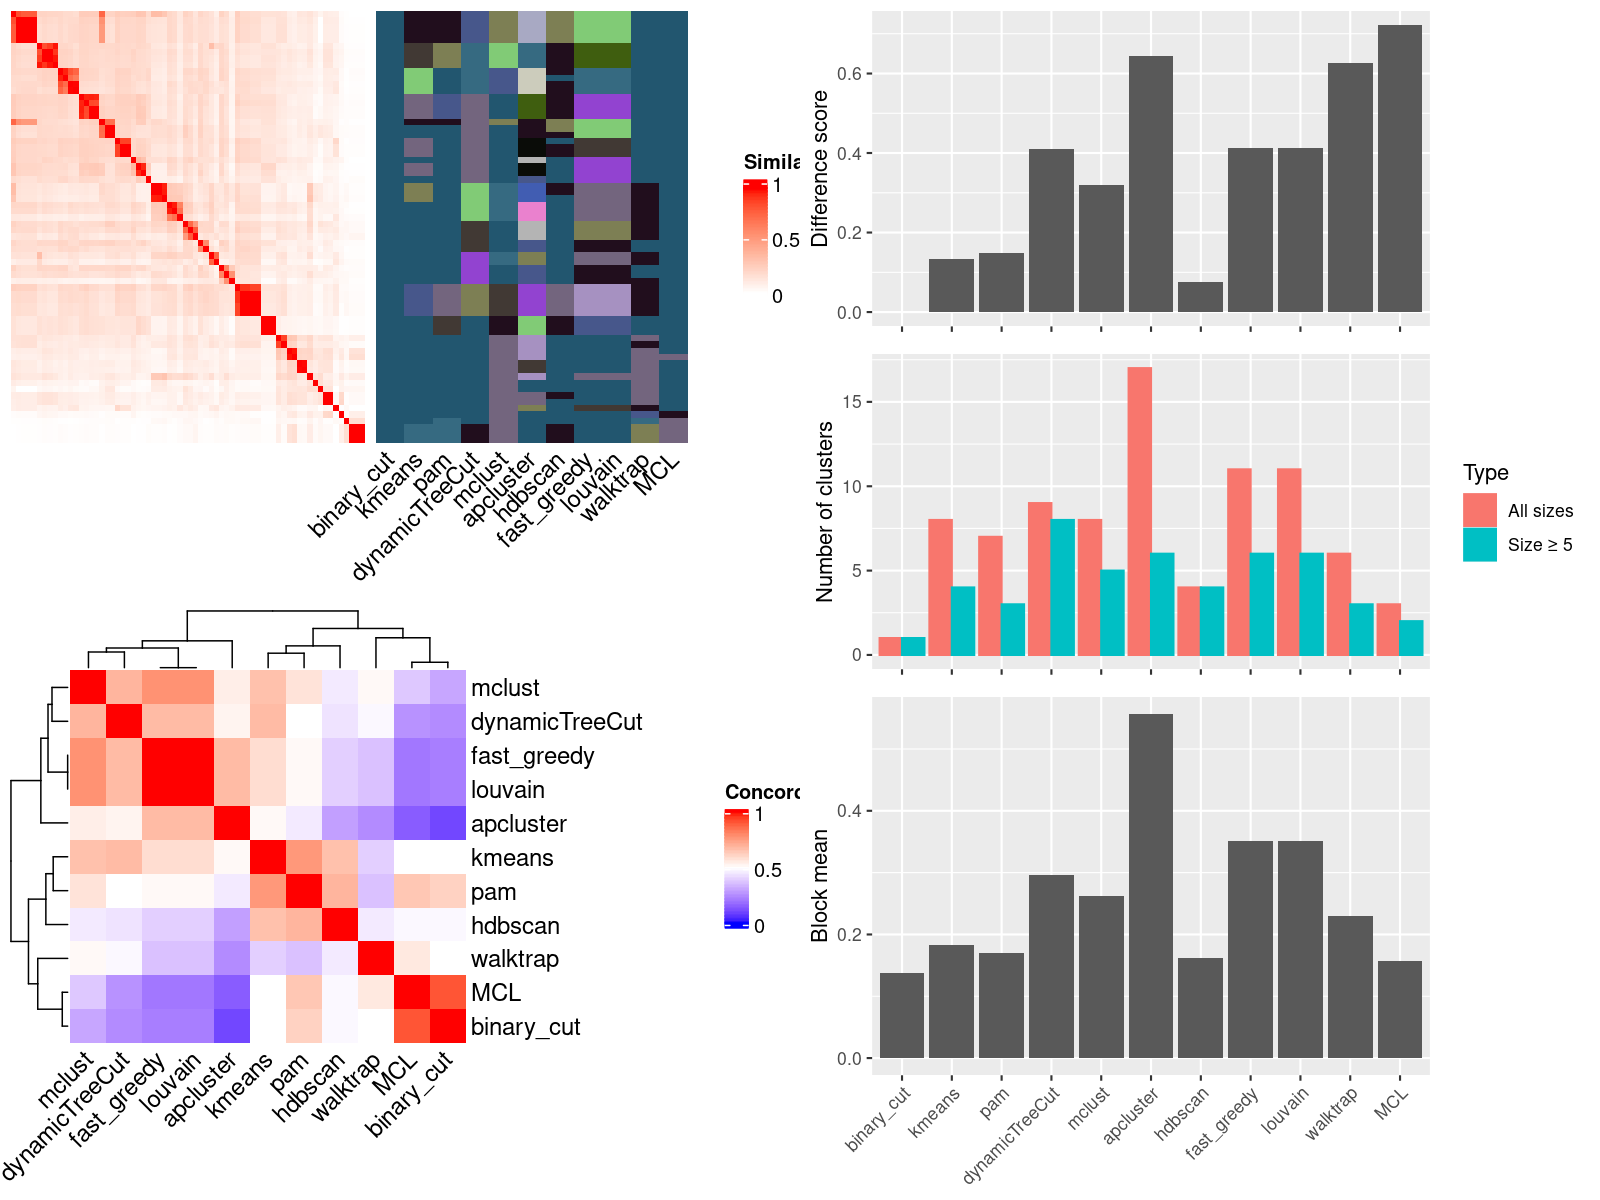 Simila
1
0.5
0
binary_cut
kmeans
pam
dynamicTreeCut
mclust
apcluster
hdbscan
fast_greedy
louvain
walktrap
MCL
mclust
dynamicTreeCut
fast_greedy
louvain
apcluster
kmeans
pam
hdbscan
walktrap
MCL
binary_cut
mclust
dynamicTreeCut
fast_greedy
louvain
apcluster
kmeans
pam
hdbscan
walktrap
MCL
binary_cut
Concord
1
0.5
0
Difference score
0.6
0.4
0.2
0.0
Number of clusters
15
10
5
0
Type
All sizes
Size ≥ 5
Block mean
0.4
0.2
0.0
binary_cut
kmeans
pam
dynamicTreeCut
mclust
apcluster
hdbscan
fast_greedy
louvain
walktrap
MCL